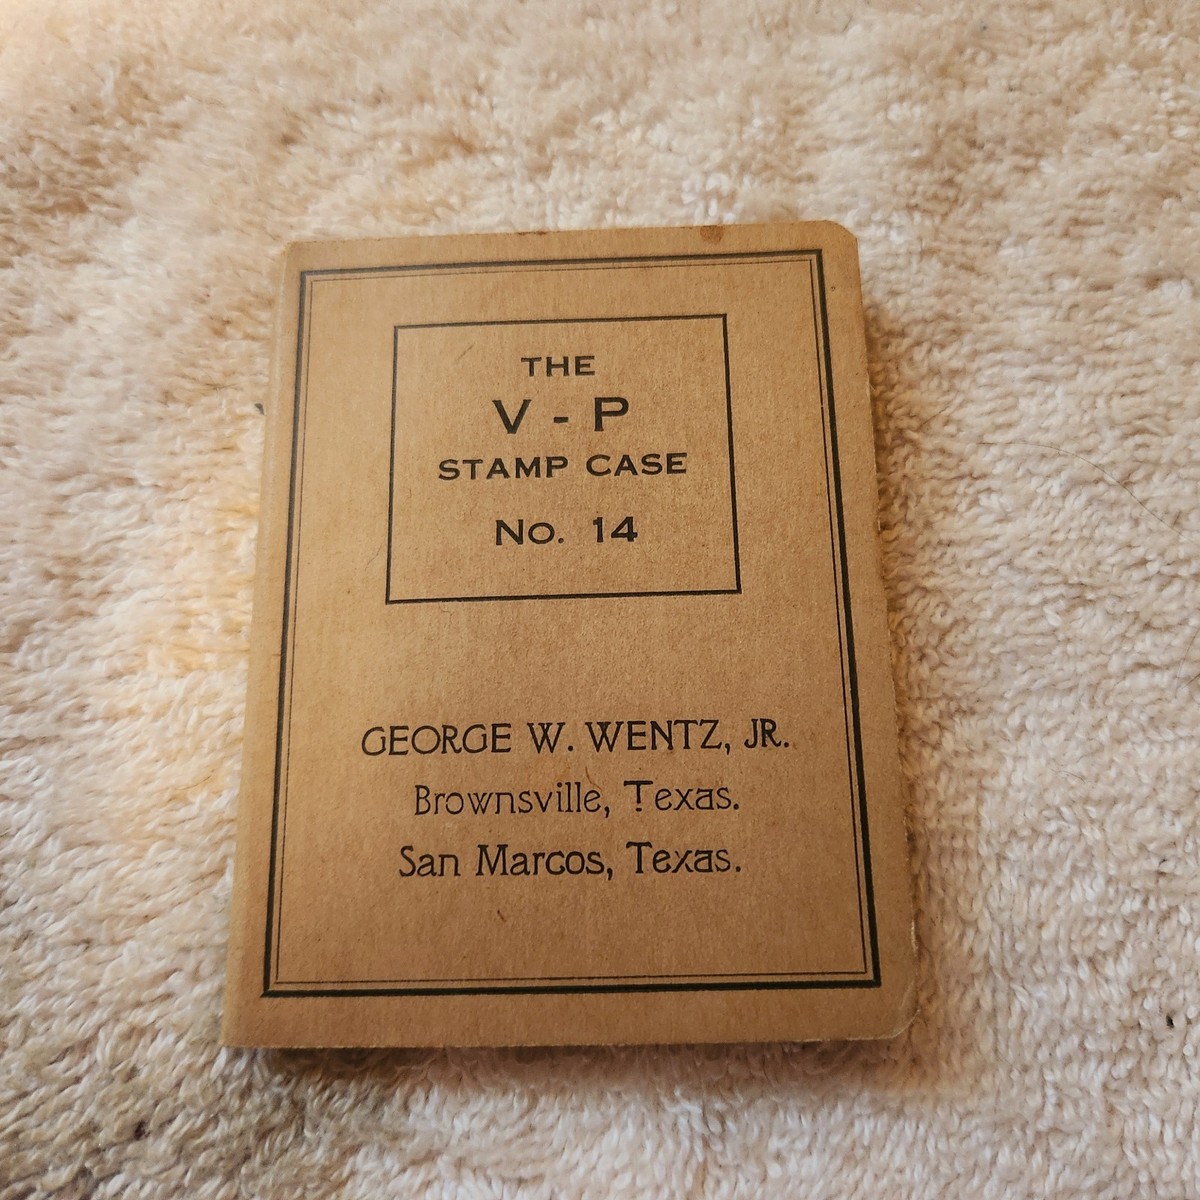 THE
V - P
STAMP CASE
No. 14
GEORGE W. WENTZ, JR.
Brownsville, Texas.
San Marcos, Texas.